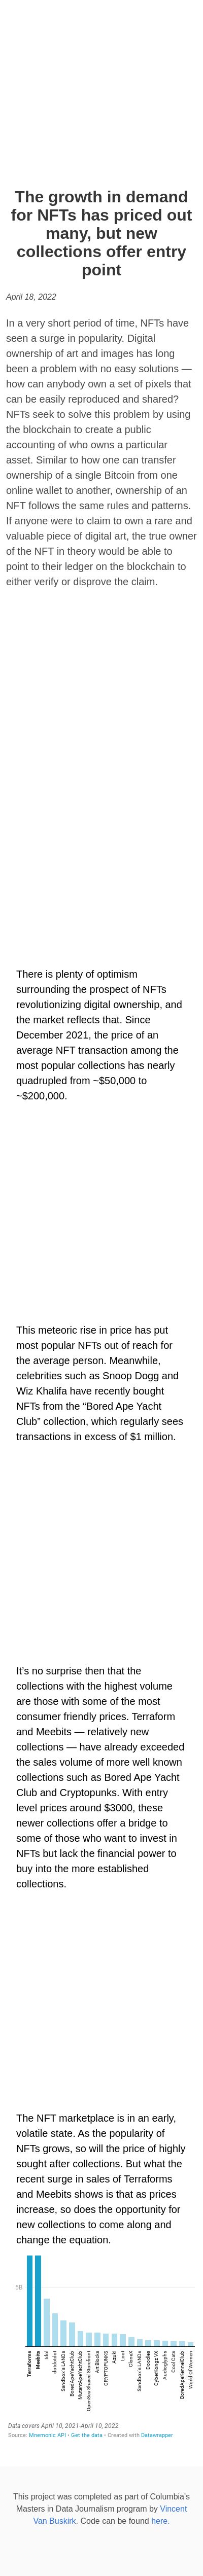 The growth in demand
for NFTs has priced out
many, but new
collections offer entry
point
April 18, 2022
In a very short period of time, NFTs have
seen a surge in popularity. Digital
ownership of art and images has long
been a problem with no easy solutions —
how can anybody own a set of pixels that
can be easily reproduced and shared?
NFTs seek to solve this problem by using
the blockchain to create a public
accounting of who owns a particular
asset. Similar to how one can transfer
ownership of a single Bitcoin from one
online wallet to another, ownership of an
NFT follows the same rules and patterns.
If anyone were to claim to own a rare and
valuable piece of digital art, the true owner
of the NFT in theory would be able to
point to their ledger on the blockchain to
either verify or disprove the claim.
There is plenty of optimism
surrounding the prospect of NFTs
revolutionizing digital ownership, and
the market reflects that. Since
December 2021, the price of an
average NFT transaction among the
most popular collections has nearly
quadrupled from ~$50,000 to
~$200,000.
This meteoric rise in price has put
most popular NFTs out of reach for
the average person. Meanwhile,
celebrities such as Snoop Dogg and
Wiz Khalifa have recently bought
NFTs from the “Bored Ape Yacht
Club” collection, which regularly sees
transactions in excess of $1 million.
It’s no surprise then that the
collections with the highest volume
are those with some of the most
consumer friendly prices. Terraform
and Meebits — relatively new
collections — have already exceeded
the sales volume of more well known
collections such as Bored Ape Yacht
Club and Cryptopunks. With entry
level prices around $3000, these
newer collections offer a bridge to
some of those who want to invest in
NFTs but lack the financial power to
buy into the more established
collections.
The NFT marketplace is in an early,
volatile state. As the popularity of
NFTs grows, so will the price of highly
sought after collections. But what the
recent surge in sales of Terraforms
and Meebits shows is that as prices
increase, so does the opportunity for
new collections to come along and
change the equation.
5B
Terraforms
Meebits
Mol
dotdotdot
Sandbox's LANDs
BoredApeYachtClub
MutantApeYachtClub
OpenSea Shared Storefront
Art Blocks
CRYPTOPUNKS
Azuki
Loot
CloneX
Sandbox's LANDs
Doodles
CyberKongz VX
Audioglyphs
Cool Cats
BoredApeKennelClub
World Of Women
Data covers April 10, 2021-April 10, 2022
Source: Mnemonic API • Get the data • Created with Datawrapper
This project was completed as part of Columbia's
Masters in Data Journalism program by Vincent
Van Buskirk. Code can be found here.